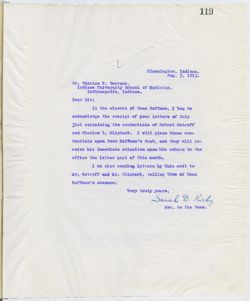 119
Bloomington, Indiana.
Aug. 5, 1913.
Mr. Charles P. Emerson,
Indiana University School of Medicine,
Indianapolis, Indiana.
Dear Sir:
In the absence of Dean Hoffman, I beg to
acknowledge the receipt of your letters of July
31st containing the credentials of Robert Ostroff
and Charles L. Oliphant. I will place these cre-
dentials upon Dean Hoffman's desk, and they will re-
ceive his immediate attention upon his return to the
office the latter part of this month.
I am also sending letters by this mail to
Mr. Ostroff and Mr. Oliphant, telling them of Dean
Hoffman's absence.
Very truly yours,
Sarah D. Kirby
Sec. to the Dean.